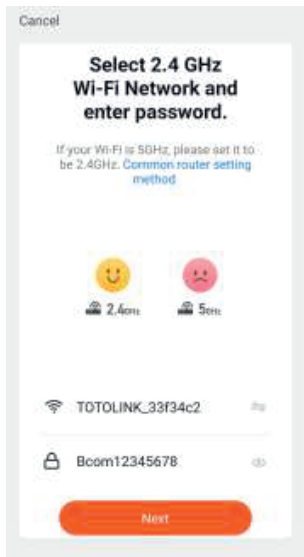 Cancel
Select 2.4 GHz
Wi-Fi Network and
enter password.
If your Wi-Fi is 5GHz, please set it to
be 2.4GHz. Common router setting
method
2.4GHz
5GHz
TOTOLINK_33f34c2
Bcom12345678
Next